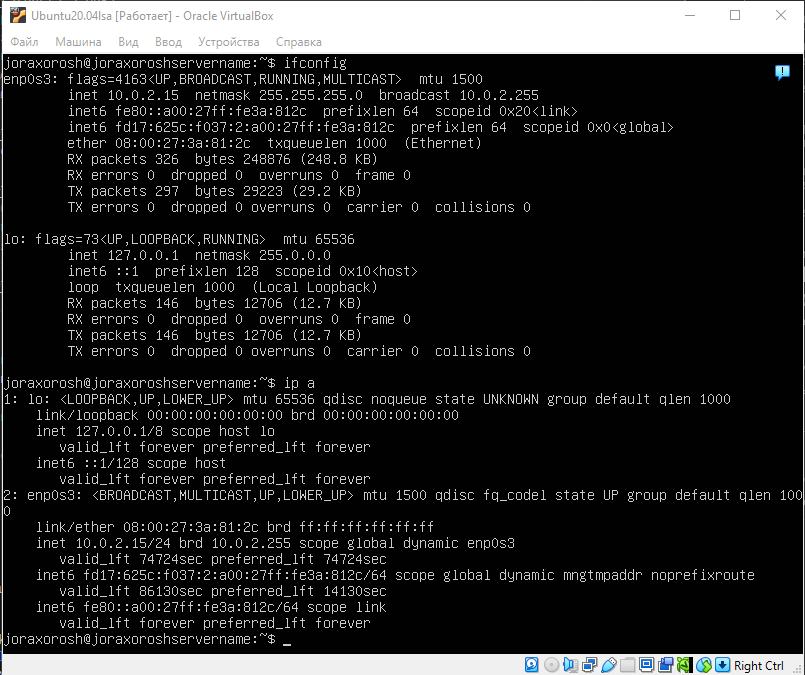 Ubuntu20.04lsa [Работает] - Oracle VirtualBox
Файл Машина Вид Ввод Устройства Справка
joraxorosh@joraxoroshservername:~$ ifconfig
enp0s3: flags=4163<UP,BROADCAST,RUNNING,MULTICAST>  mtu 1500
        inet 10.0.2.15  netmask 255.255.255.0  broadcast 10.0.2.255
        inet6 fe80::a00:27ff:fe3a:812c  prefixlen 64  scopeid 0x20<link>
        inet6 fd17:625c:f037:2:a00:27ff:fe3a:812c  prefixlen 64  scopeid 0x0<global>
        ether 08:00:27:3a:81:2c  txqueuelen 1000  (Ethernet)
        RX packets 326  bytes 248876 (248.8 KB)
        RX errors 0  dropped 0  overruns 0  frame 0
        TX packets 297  bytes 29223 (29.2 KB)
        TX errors 0  dropped 0 overruns 0  carrier 0  collisions 0
lo: flags=73<UP,LOOPBACK,RUNNING>  mtu 65536
        inet 127.0.0.1  netmask 255.0.0.0
        inet6 ::1  prefixlen 128  scopeid 0x10<host>
        loop  txqueuelen 1000  (Local Loopback)
        RX packets 146  bytes 12706 (12.7 KB)
        RX errors 0  dropped 0  overruns 0  frame 0
        TX packets 146  bytes 12706 (12.7 KB)
        TX errors 0  dropped 0 overruns 0  carrier 0  collisions 0
joraxorosh@joraxoroshservername:~$ ip a
1: lo: <LOOPBACK,UP,LOWER_UP> mtu 65536 qdisc noqueue state UNKNOWN group default qlen 1000
    link/loopback 00:00:00:00:00:00 brd 00:00:00:00:00:00
    inet 127.0.0.1/8 scope host lo
       valid_lft forever preferred_lft forever
    inet6 ::1/128 scope host
       valid_lft forever preferred_lft forever
2: enp0s3: <BROADCAST,MULTICAST,UP,LOWER_UP> mtu 1500 qdisc fq_codel state UP group default qlen 100
0
    link/ether 08:00:27:3a:81:2c brd ff:ff:ff:ff:ff:ff
    inet 10.0.2.15/24 brd 10.0.2.255 scope global dynamic enp0s3
       valid_lft 74724sec preferred_lft 74724sec
    inet6 fd17:625c:f037:2:a00:27ff:fe3a:812c/64 scope global dynamic mngtmpaddr noprefixroute
       valid_lft 86130sec preferred_lft 14130sec
    inet6 fe80::a00:27ff:fe3a:812c/64 scope link
       valid_lft forever preferred_lft forever
joraxorosh@joraxoroshservername:~$ _
Right Ctrl